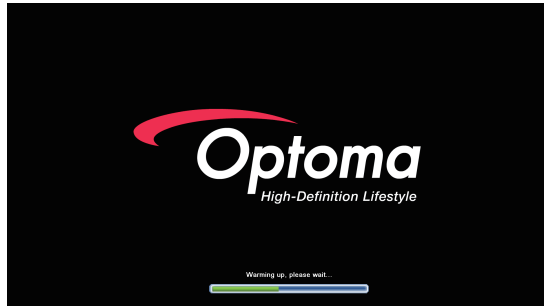 Optoma
High-Definition Lifestyle
Warming up, please wait...